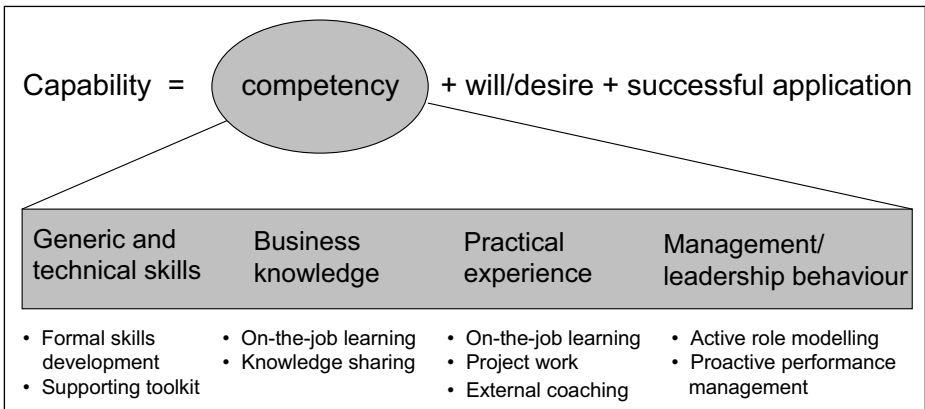 Capability = competency + will/desire + successful application
Generic and
technical skills
Business
knowledge
Practical
experience
Management/
leadership behaviour
• Formal skills
development
• Supporting toolkit
• On-the-job learning
• Knowledge sharing
• On-the-job learning
• Project work
• External coaching
• Active role modelling
• Proactive performance
management